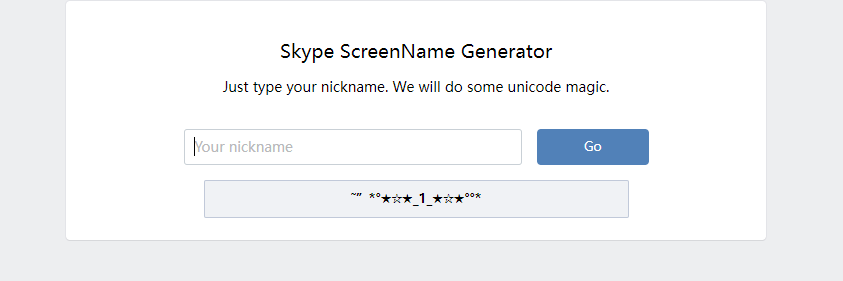 Skype ScreenName Generator
Just type your nickname. We will do some unicode magic.
Your nickname
Go
~" *°★☆★_1_★☆★°°*